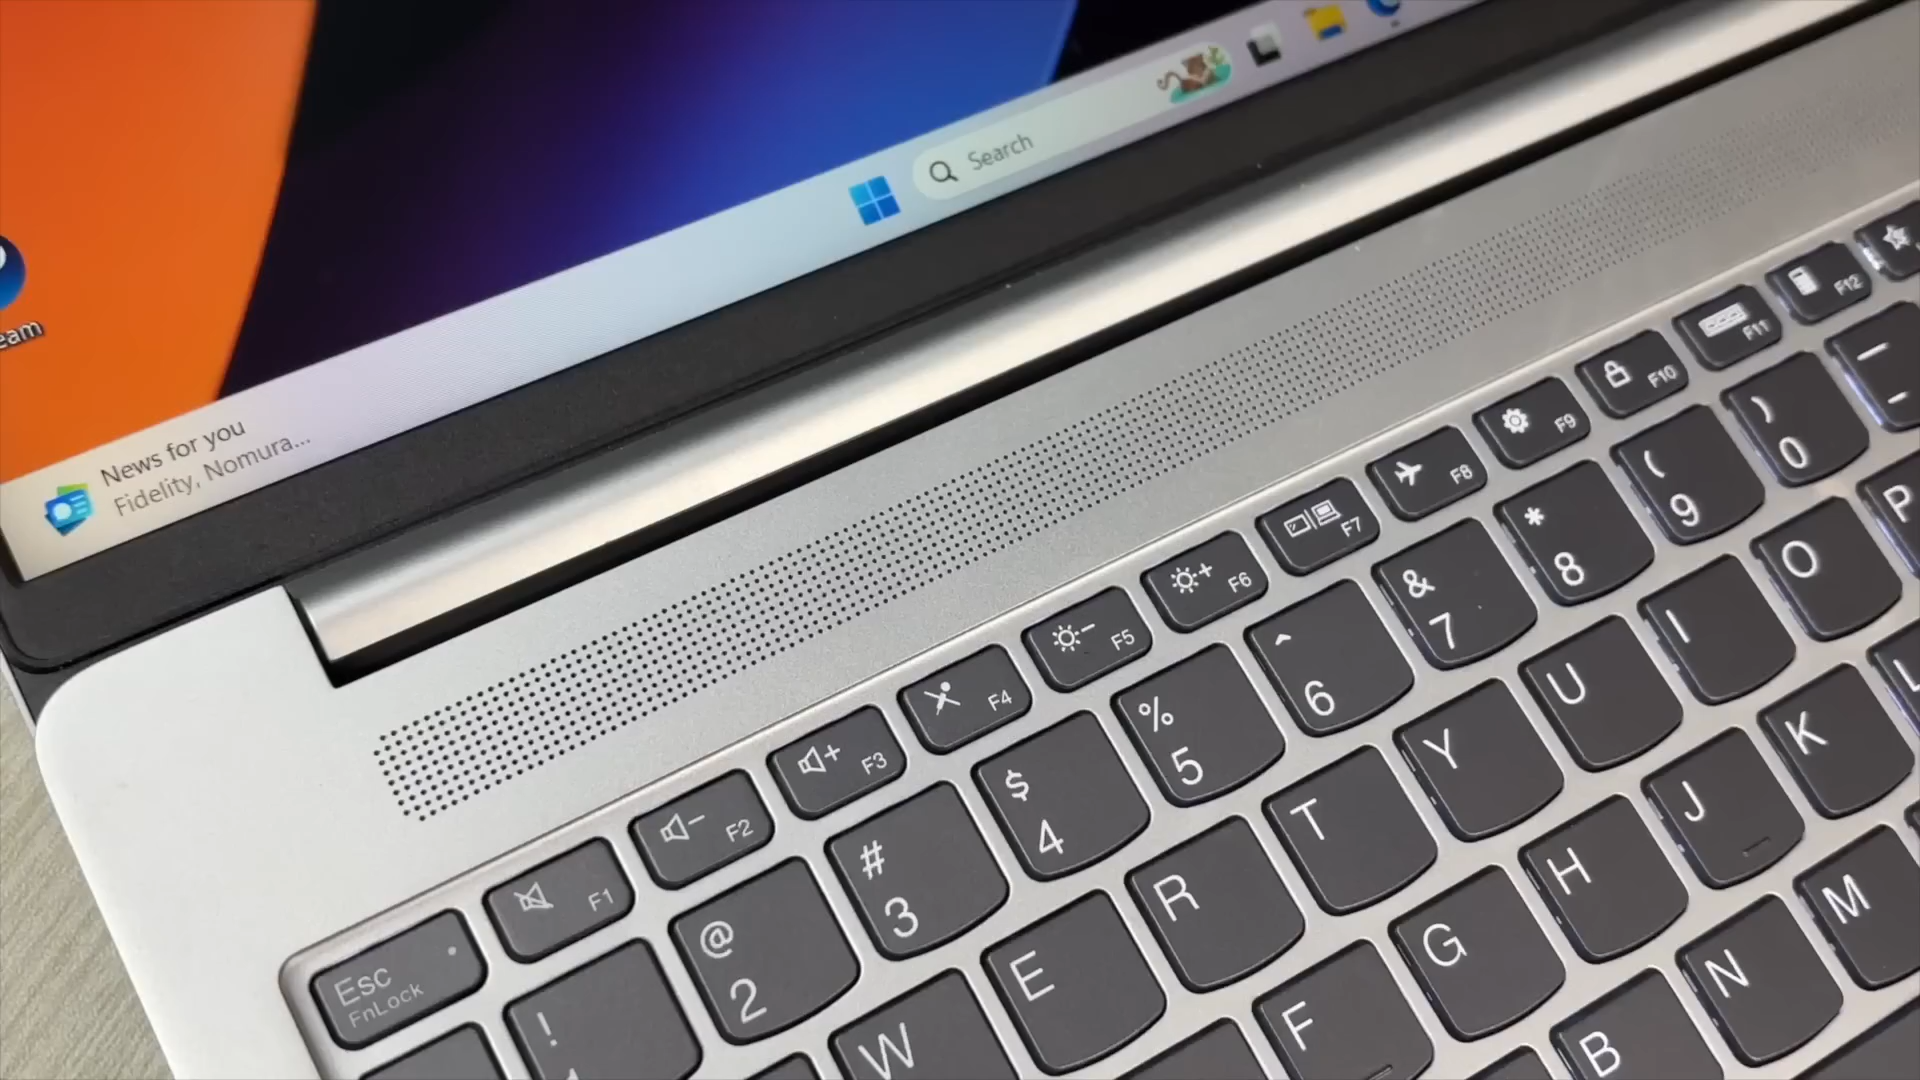 Search
eam
News for you
Fidelity, Nomura...
Esc
FnLock
F1
F2
F3
F4
F5
F6
F7
F8
F9
F10
F11
F12
!
@
2
#
3
$
4
%
5
^
6
&
7
*
8
(
9
)
0
W
E
R
T
Y
U
I
O
P
F
G
H
J
K
L
B
N
M